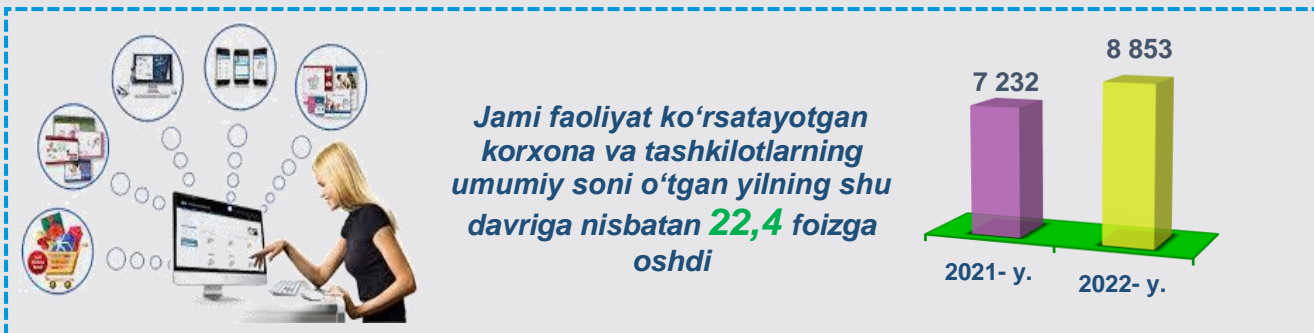 Jami faoliyat ko‘rsatayotgan
korxona va tashkilotlarning
umumiy soni o‘tgan yilning shu
davriga nisbatan 22,4 foizga
oshdi
8 853
7 232
2021- y.
2022- y.